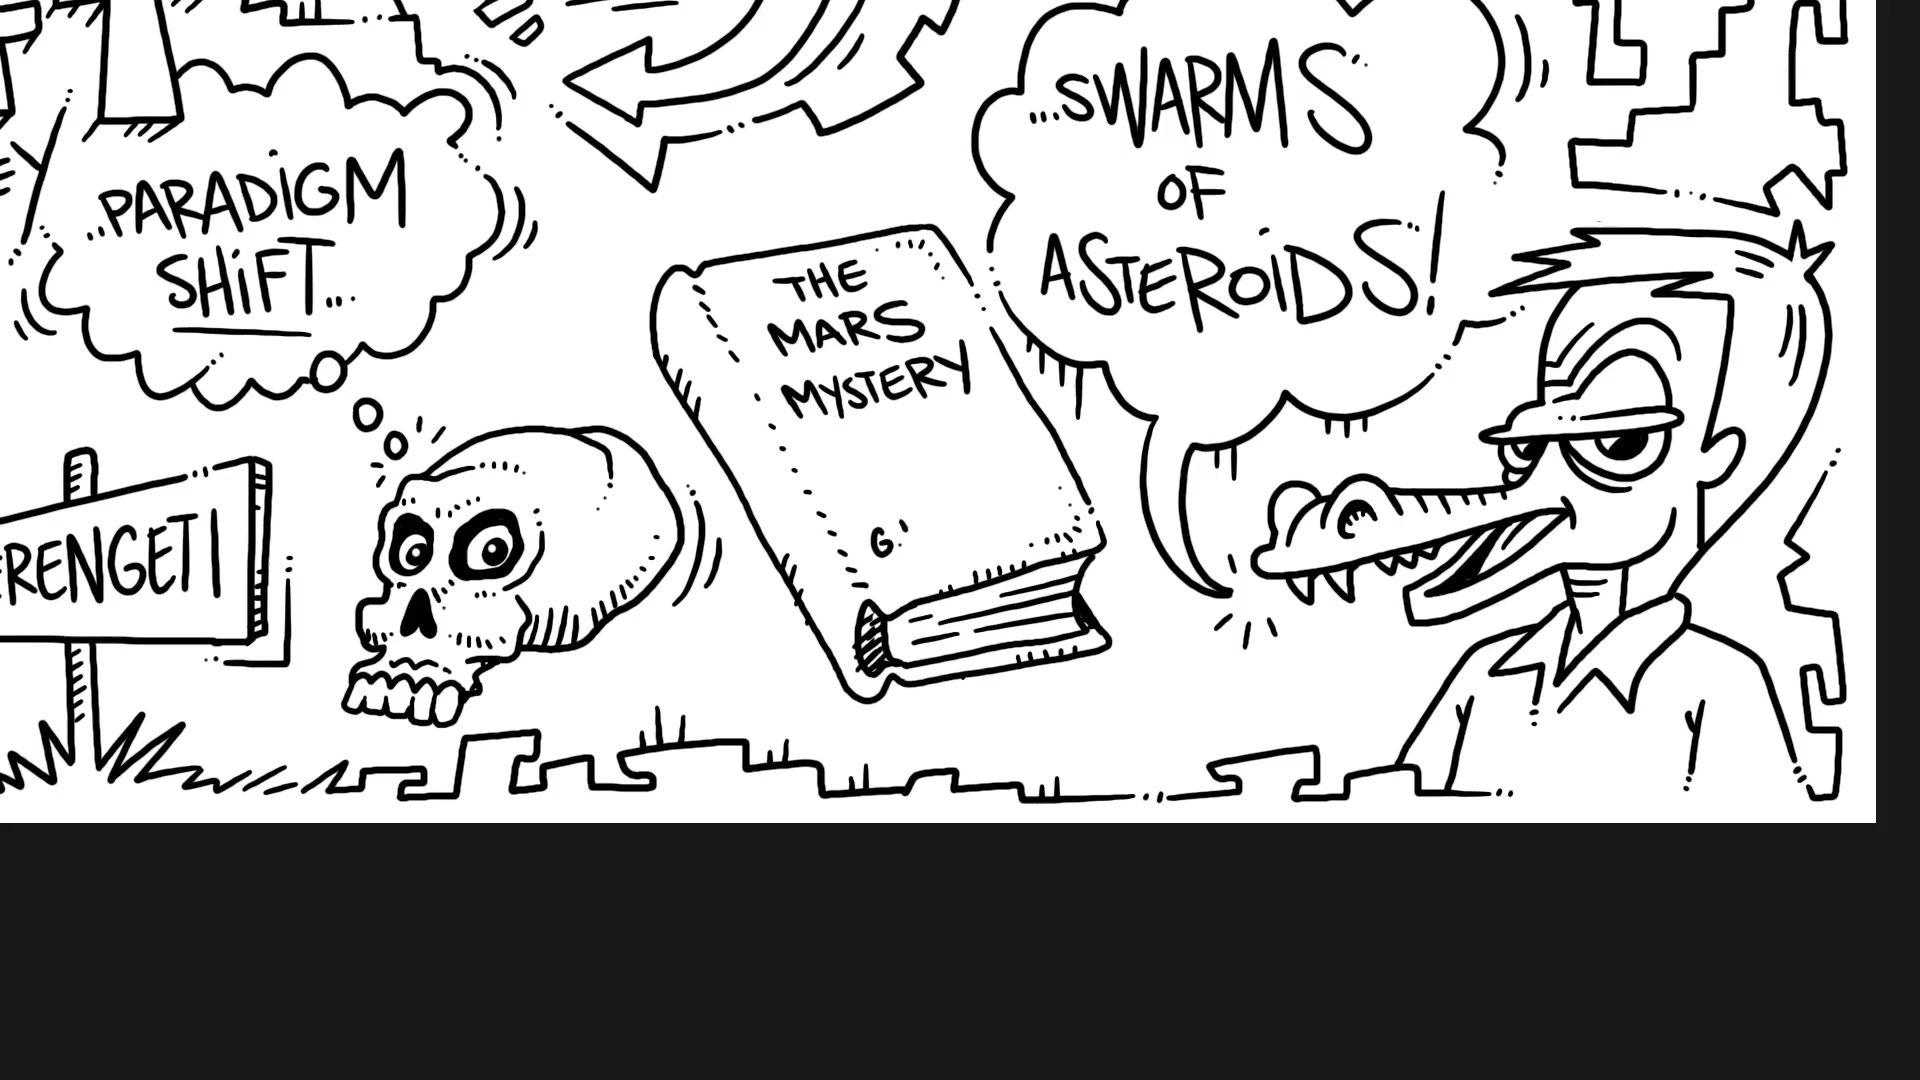 ...PARADIGM
SHIFT...
...SWARMS
OF
ASTEROIDS!
THE
MARS
MYSTERY
G.
RENGETI